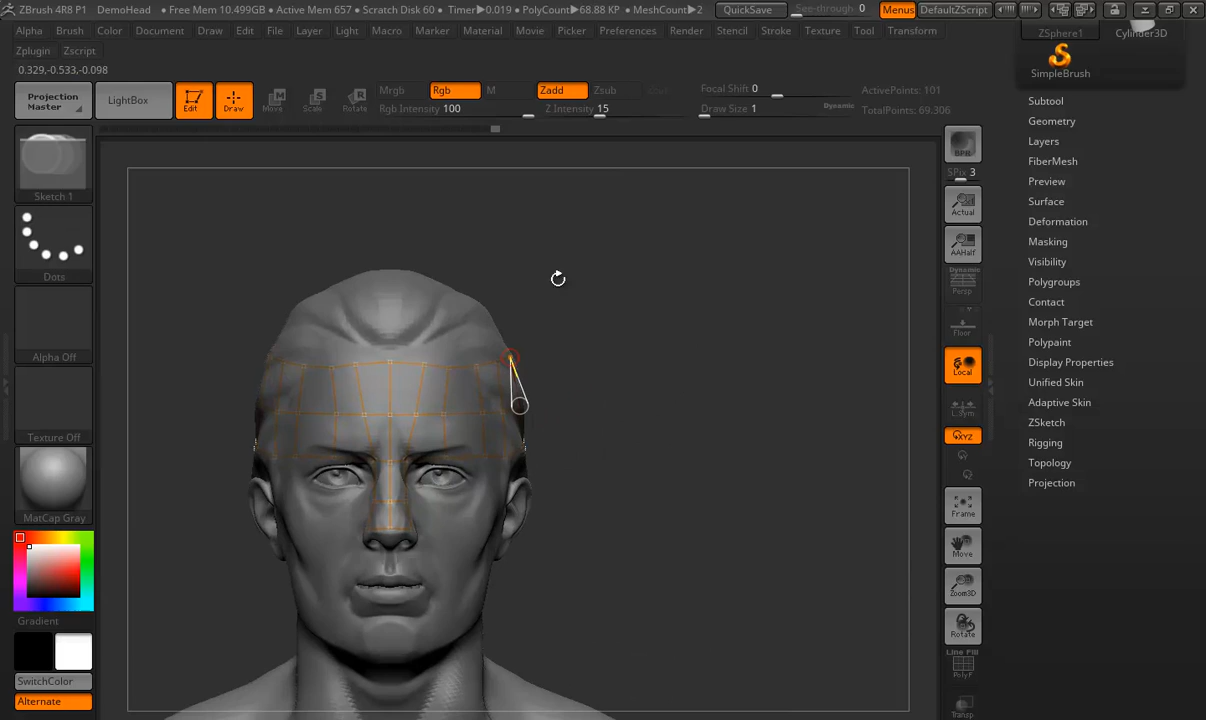 ZBrush 4R8 P1 DemoHead • Free Mem 10.499GB • Active Mem 657 • Scratch Disk 60 • Timer▶0.019 • PolyCount▶68.88 KP • MeshCount▶2 QuickSave See-through 0 Menus DefaultZScript
Alpha Brush Color Document Draw Edit File Layer Light Macro Marker Material Movie Picker Preferences Render Stencil Stroke Texture Tool Transform
Zplugin Zscript
0.329,-0.533,-0.098
Projection Master
LightBox
Edit
Draw
Move
Scale
Rotate
Mrgb Rgb M
Rgb Intensity 100
Zadd Zsub
Z Intensity 15
Focal Shift 0
Draw Size 1 Dynamic
ActivePoints: 101
TotalPoints: 69.306
Sketch 1
Dots
Alpha Off
Texture Off
MatCap Gray
Gradient
SwitchColor
Alternate
BPR
SPix 3
Actual
AAHalf
Dynamic
Persp
Floor
Local
L.Sym
XYZ
Frame
Move
Zoom3D
Rotate
Line Fill
PolyF
Transp
ZSphere1
Cylinder3D
SimpleBrush
Subtool
Geometry
Layers
FiberMesh
Preview
Surface
Deformation
Masking
Visibility
Polygroups
Contact
Morph Target
Polypaint
Display Properties
Unified Skin
Adaptive Skin
ZSketch
Rigging
Topology
Projection